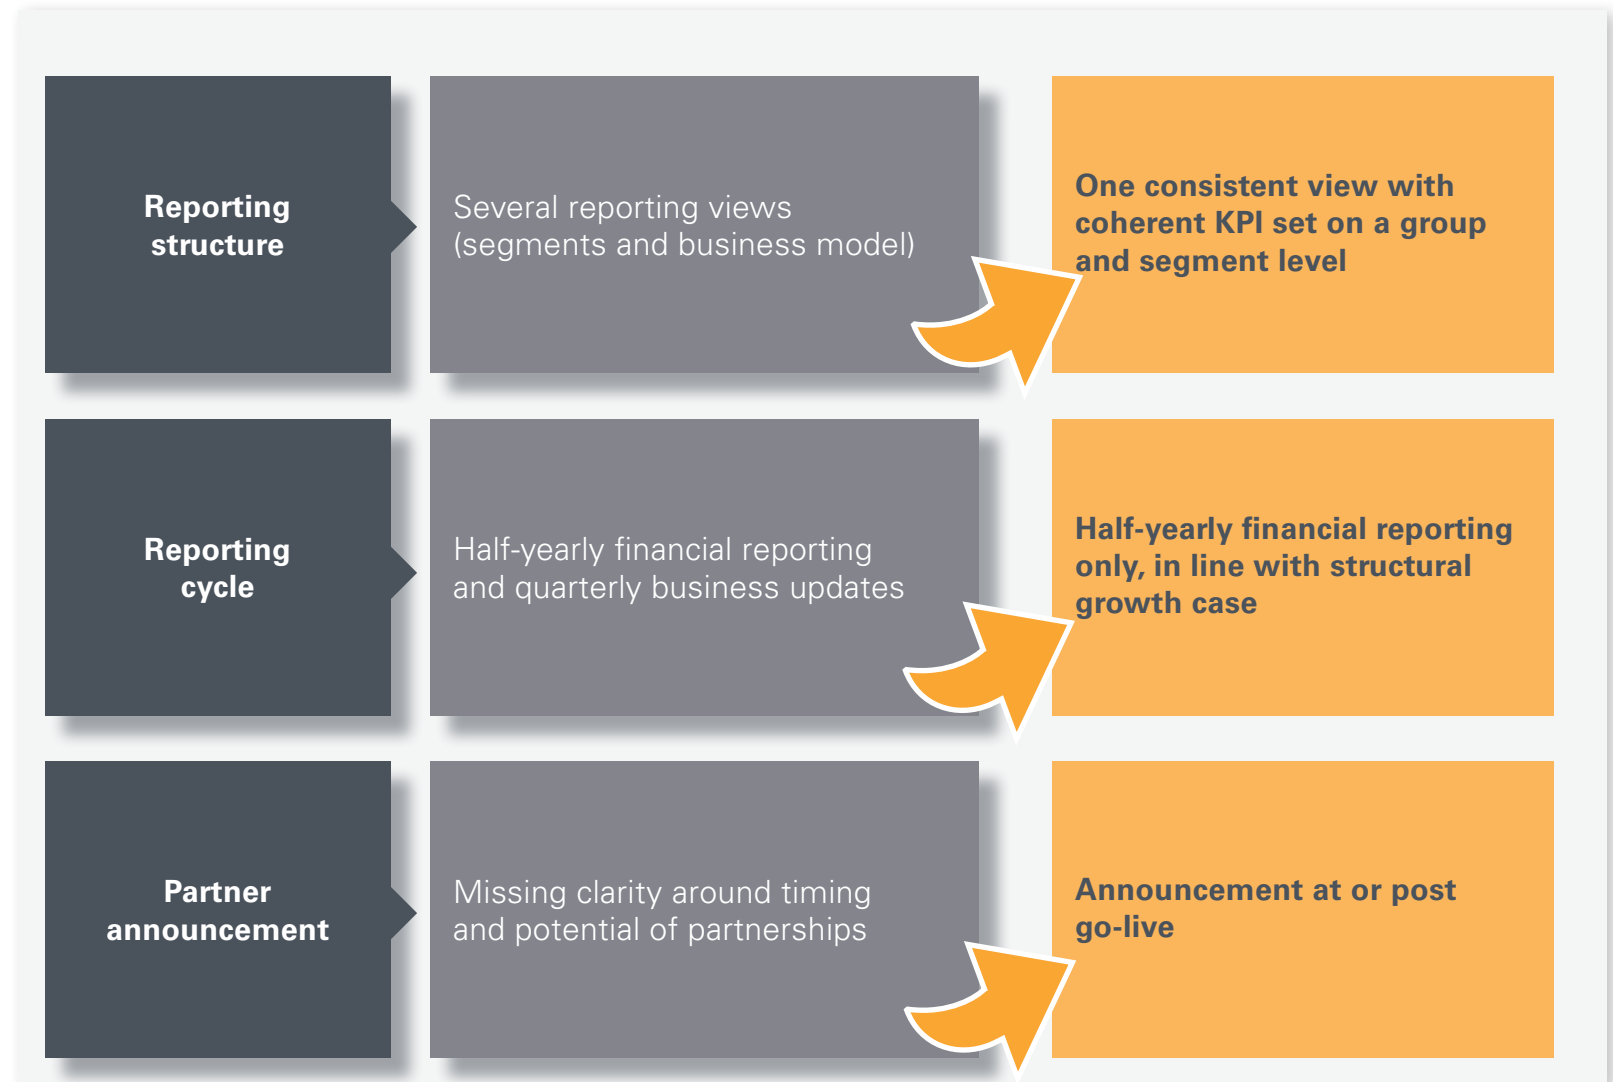 Reporting
structure
Several reporting views
(segments and business model)
One consistent view with
coherent KPI set on a group
and segment level
Reporting
cycle
Half-yearly financial reporting
and quarterly business updates
Half-yearly financial reporting
only, in line with structural
growth case
Partner
announcement
Missing clarity around timing
and potential of partnerships
Announcement at or post
go-live